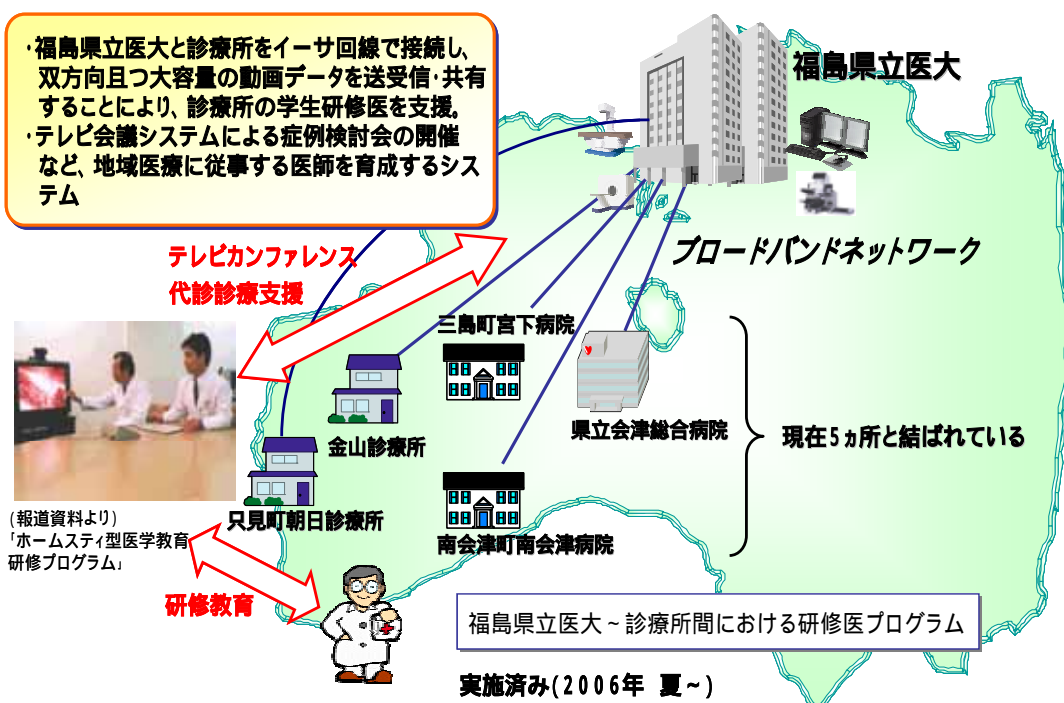 ・福島県立医大と診療所をイーサ回線で接続し、
双方向且つ大容量の動画データを送受信・共有
することにより、診療所の学生研修医を支援。
・テレビ会議システムによる症例検討会の開催
など、地域医療に従事する医師を育成するシス
テム
福島県立医大
ブロードバンドネットワーク
テレビカンファレンス
代診診療支援
三島町宮下病院
金山診療所
県立会津総合病院
現在5ヵ所と結ばれている
只見町朝日診療所
南会津町南会津病院
(報道資料より)
「ホームスティ型医学教育
研修プログラム」
研修教育
福島県立医大~診療所間における研修医プログラム
実施済み(2006年 夏~)